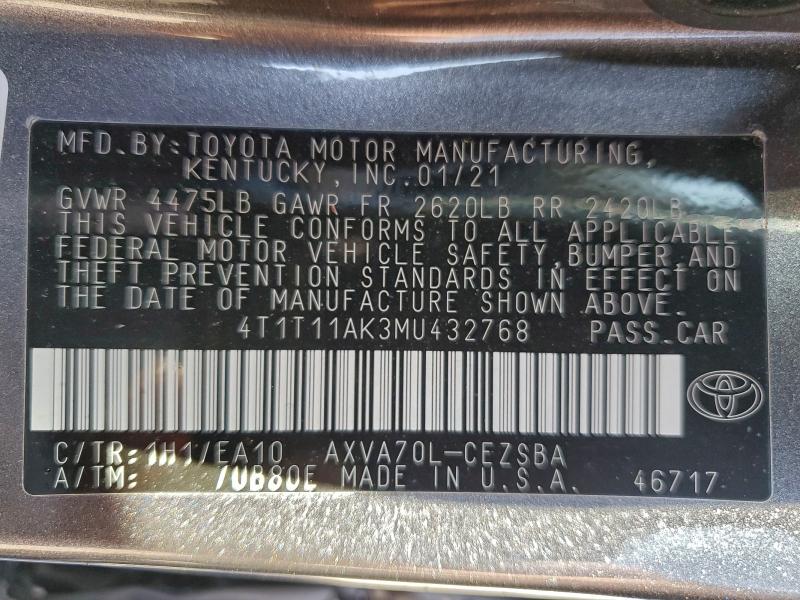 MFD.BY:TOYOTA MOTOR MANUFACTURING,
KENTUCKY,INC.01/21
GVWR 4475LB GAWR FR 2620LB RR 2420LB
THIS VEHICLE CONFORMS TO ALL APPLICABLE
FEDERAL MOTOR VEHICLE SAFETY,BUMPER,AND
THEFT PREVENTION STANDARDS IN EFFECT ON
THE DATE OF MANUFACTURE SHOWN ABOVE.
4T1T11AK3MU432768 PASS.CAR
C/TR:1H1/EA10 AXVA70L-CEZSBA
A/TM: /UB80E MADE IN U.S.A. 46717